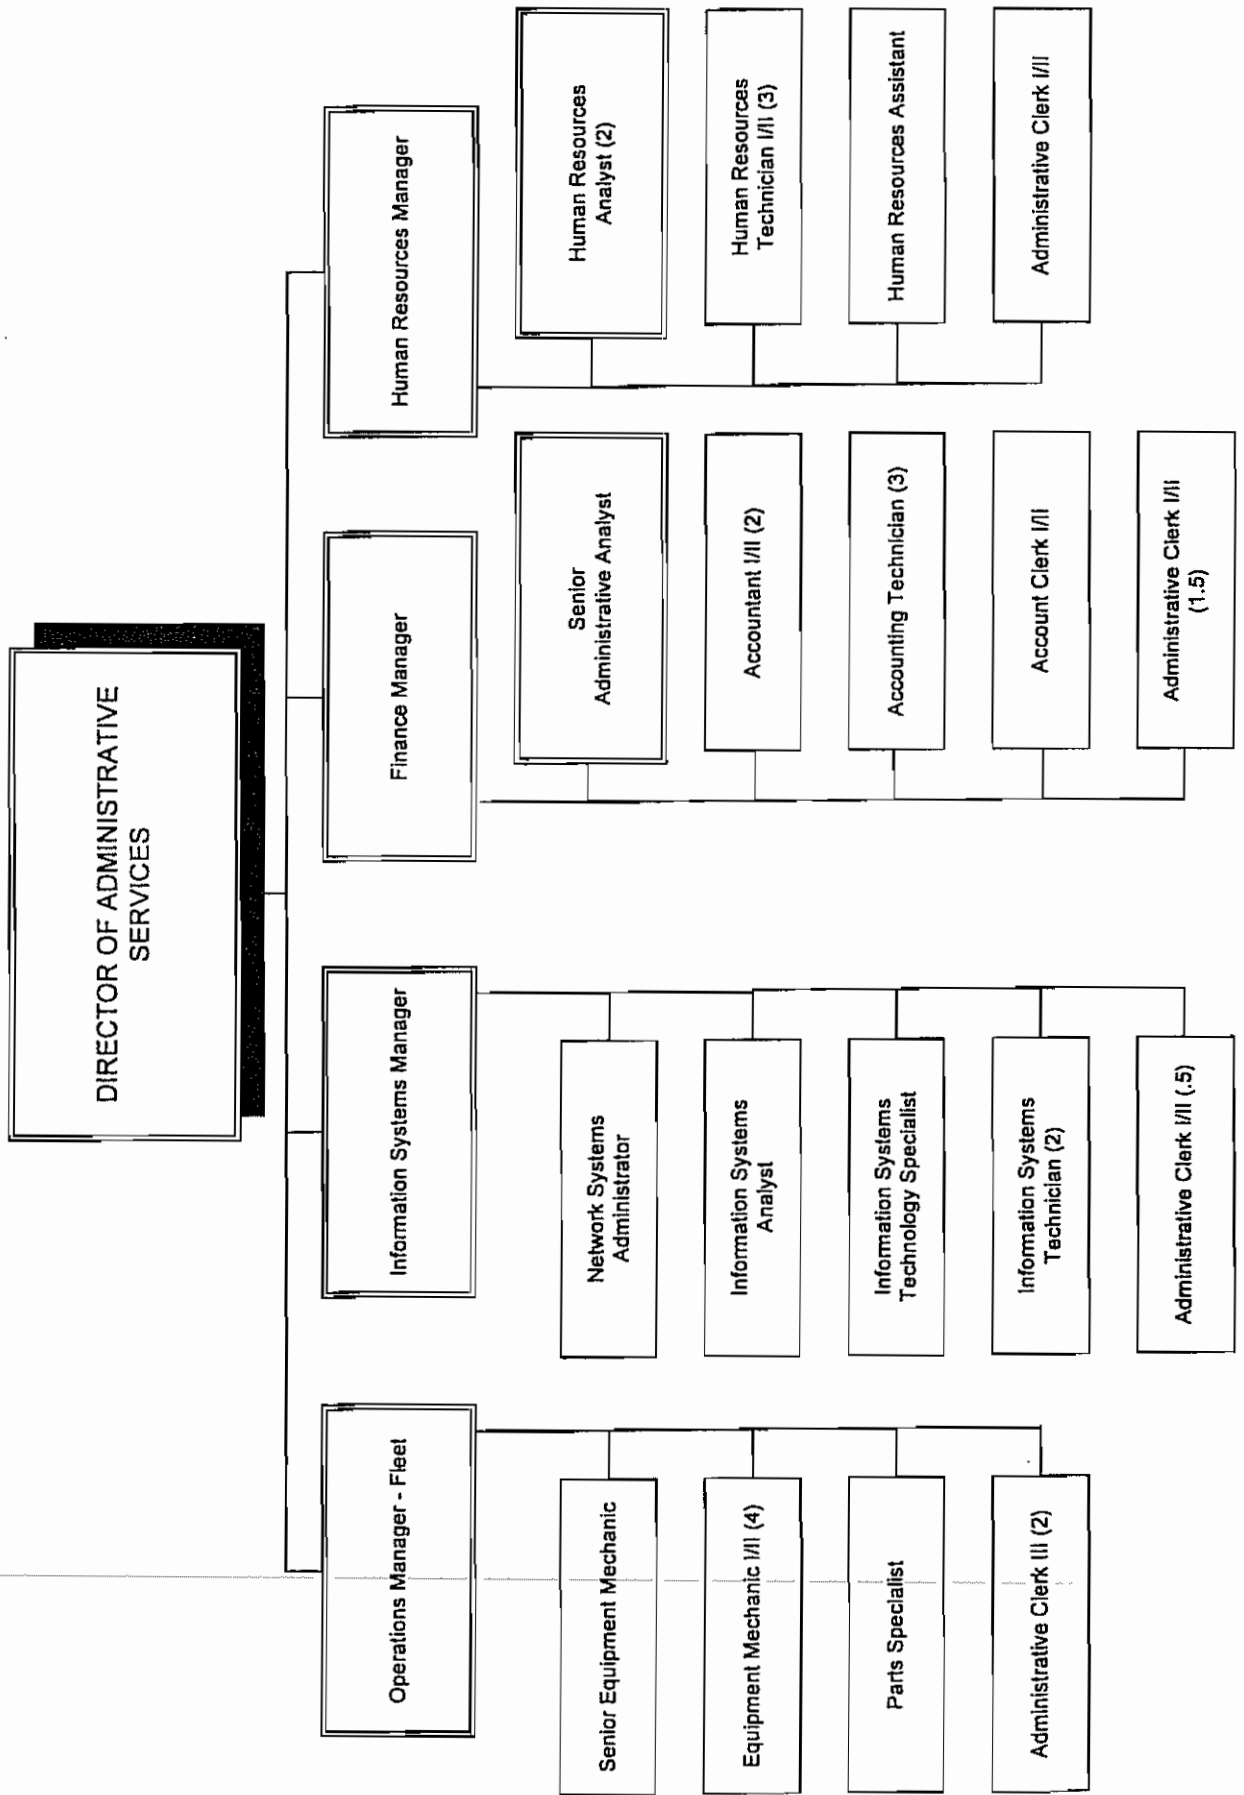 DIRECTOR OF ADMINISTRATIVE
SERVICES
Operations Manager - Fleet
Senior Equipment Mechanic
Equipment Mechanic I/II (4)
Parts Specialist
Administrative Clerk III (2)
Information Systems Manager
Network Systems
Administrator
Information Systems
Analyst
Information Systems
Technology Specialist
Information Systems
Technician (2)
Administrative Clerk I/II (.5)
Finance Manager
Senior
Administrative Analyst
Accountant I/II (2)
Accounting Technician (3)
Account Clerk I/II
Administrative Clerk I/II
(1.5)
Human Resources Manager
Human Resources
Analyst (2)
Human Resources
Technician I/II (3)
Human Resources Assistant
Administrative Clerk I/II